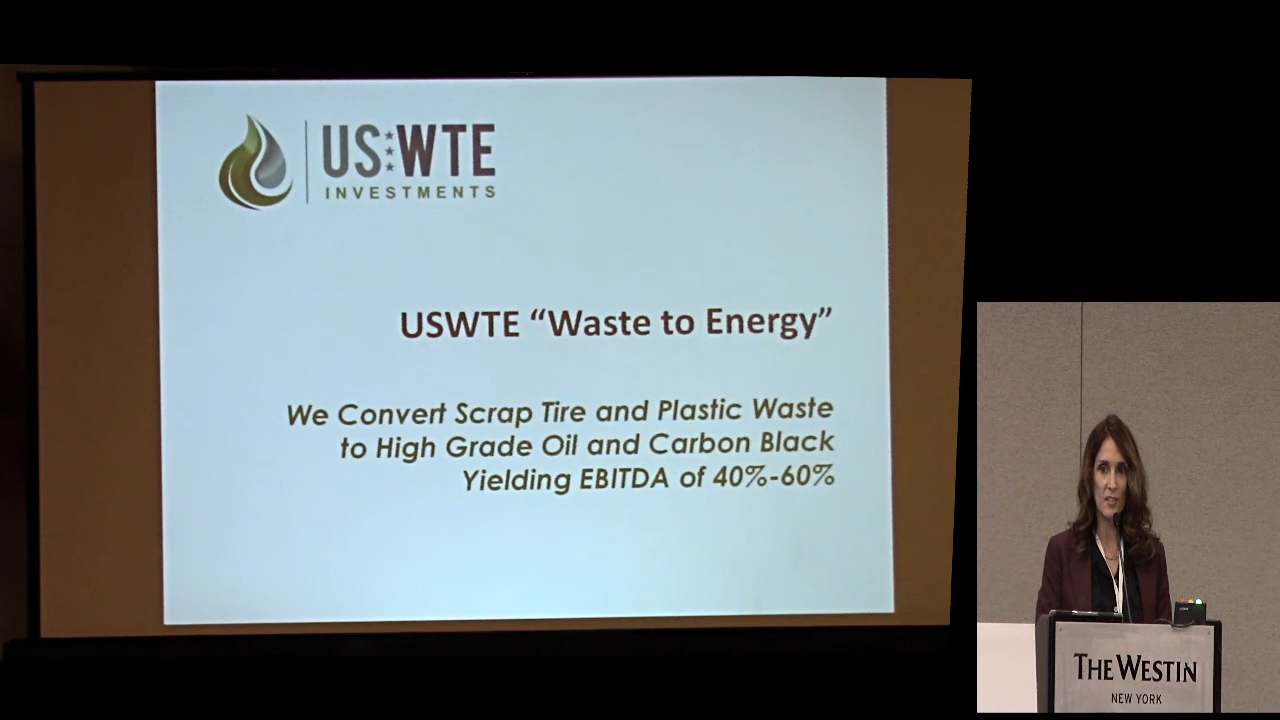 US WTE
INVESTMENTS
USWTE “Waste to Energy”
We Convert Scrap Tire and Plastic Waste
to High Grade Oil and Carbon Black
Yielding EBITDA of 40%-60%
THE WESTIN
NEW YORK